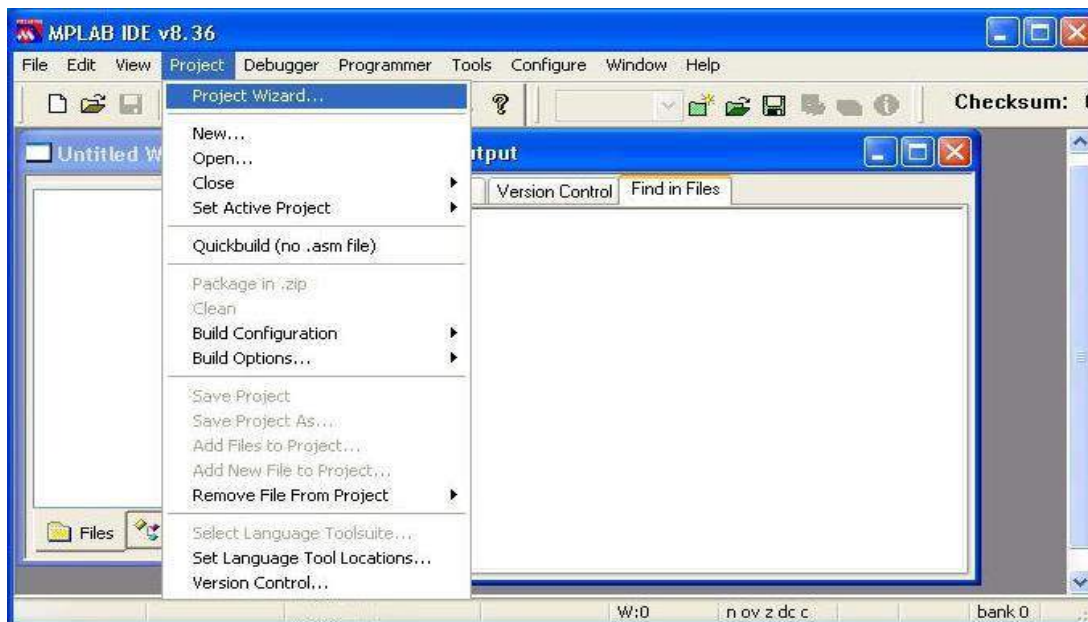 MPLAB IDE v8.36
File Edit View Project Debugger Programmer Tools Configure Window Help
Checksum:
Project Wizard...
New...
Open...
Close
Set Active Project
Quickbuild (no .asm file)
Package in .zip
Clean
Build Configuration
Build Options...
Save Project
Save Project As...
Add Files to Project...
Add New File to Project...
Remove File From Project
Select Language Toolsuite...
Set Language Tool Locations...
Version Control...
Untitled W
tput
Version Control Find in Files
Files
W:0 n ov z dc c bank 0